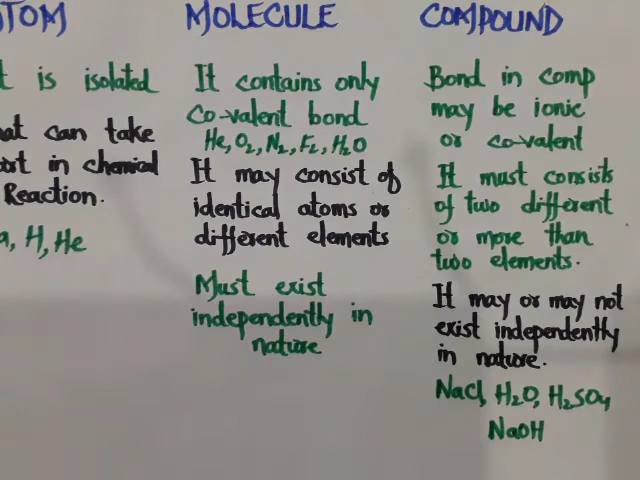 TOM
t is isolated
at can take
rt in chemical
Reaction.
a, H, He
MOLECULE
It contains only
co-valent bond
He, O2, N2, F2, H2O
It may consist of
identical atoms or
different elements
Must exist
independently in
nature
COMPOUND
Bond in comp
may be ionic
or co-valent
It must consists
of two different
or more than
two elements.
It may or may not
exist independently
in nature.
NaCl, H2O, H2SO4,
NaOH